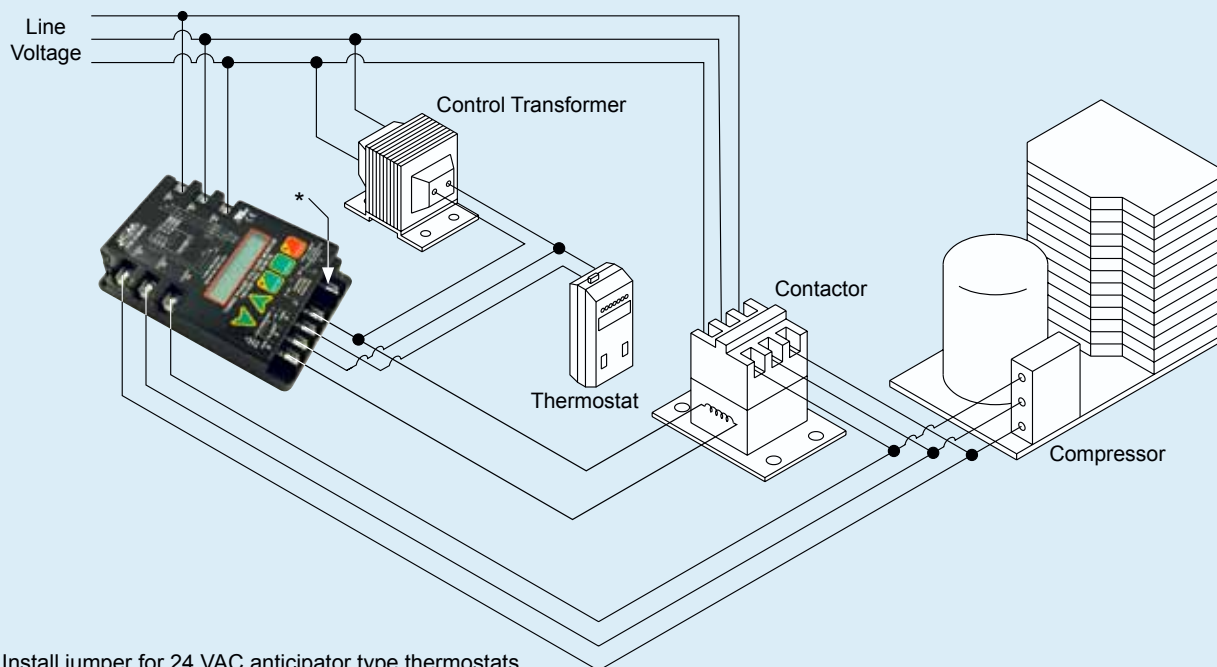 Line
Voltage
Control Transformer
*
Contactor
Thermostat
Compressor
Install jumper for 24 VAC anticipator type thermostats